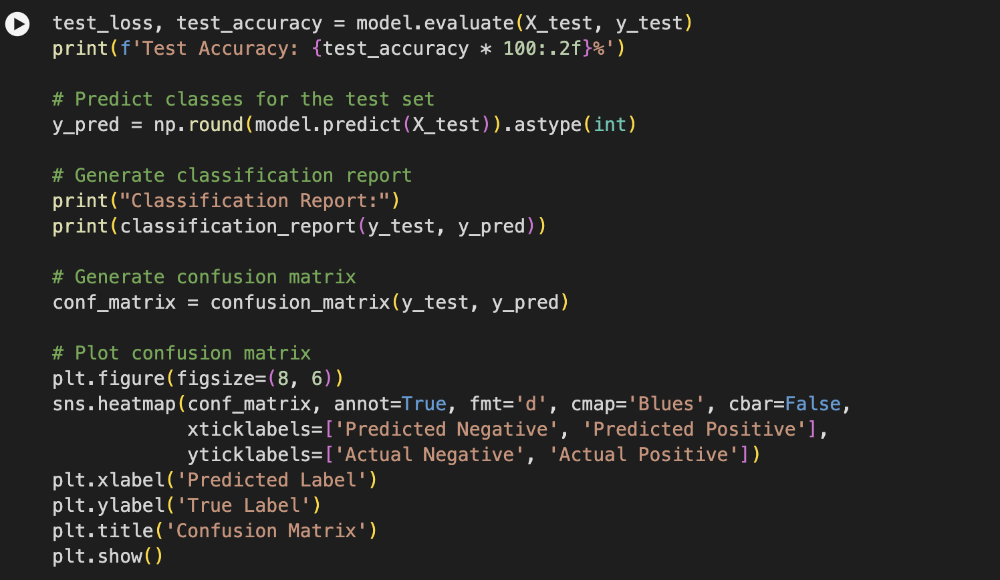 test_loss, test_accuracy = model.evaluate(X_test, y_test)
print(f'Test Accuracy: {test_accuracy * 100:.2f}%')
# Predict classes for the test set
y_pred = np.round(model.predict(X_test)).astype(int)
# Generate classification report
print("Classification Report:")
print(classification_report(y_test, y_pred))
# Generate confusion matrix
conf_matrix = confusion_matrix(y_test, y_pred)
# Plot confusion matrix
plt.figure(figsize=(8, 6))
sns.heatmap(conf_matrix, annot=True, fmt='d', cmap='Blues', cbar=False,
            xticklabels=['Predicted Negative', 'Predicted Positive'],
            yticklabels=['Actual Negative', 'Actual Positive'])
plt.xlabel('Predicted Label')
plt.ylabel('True Label')
plt.title('Confusion Matrix')
plt.show()